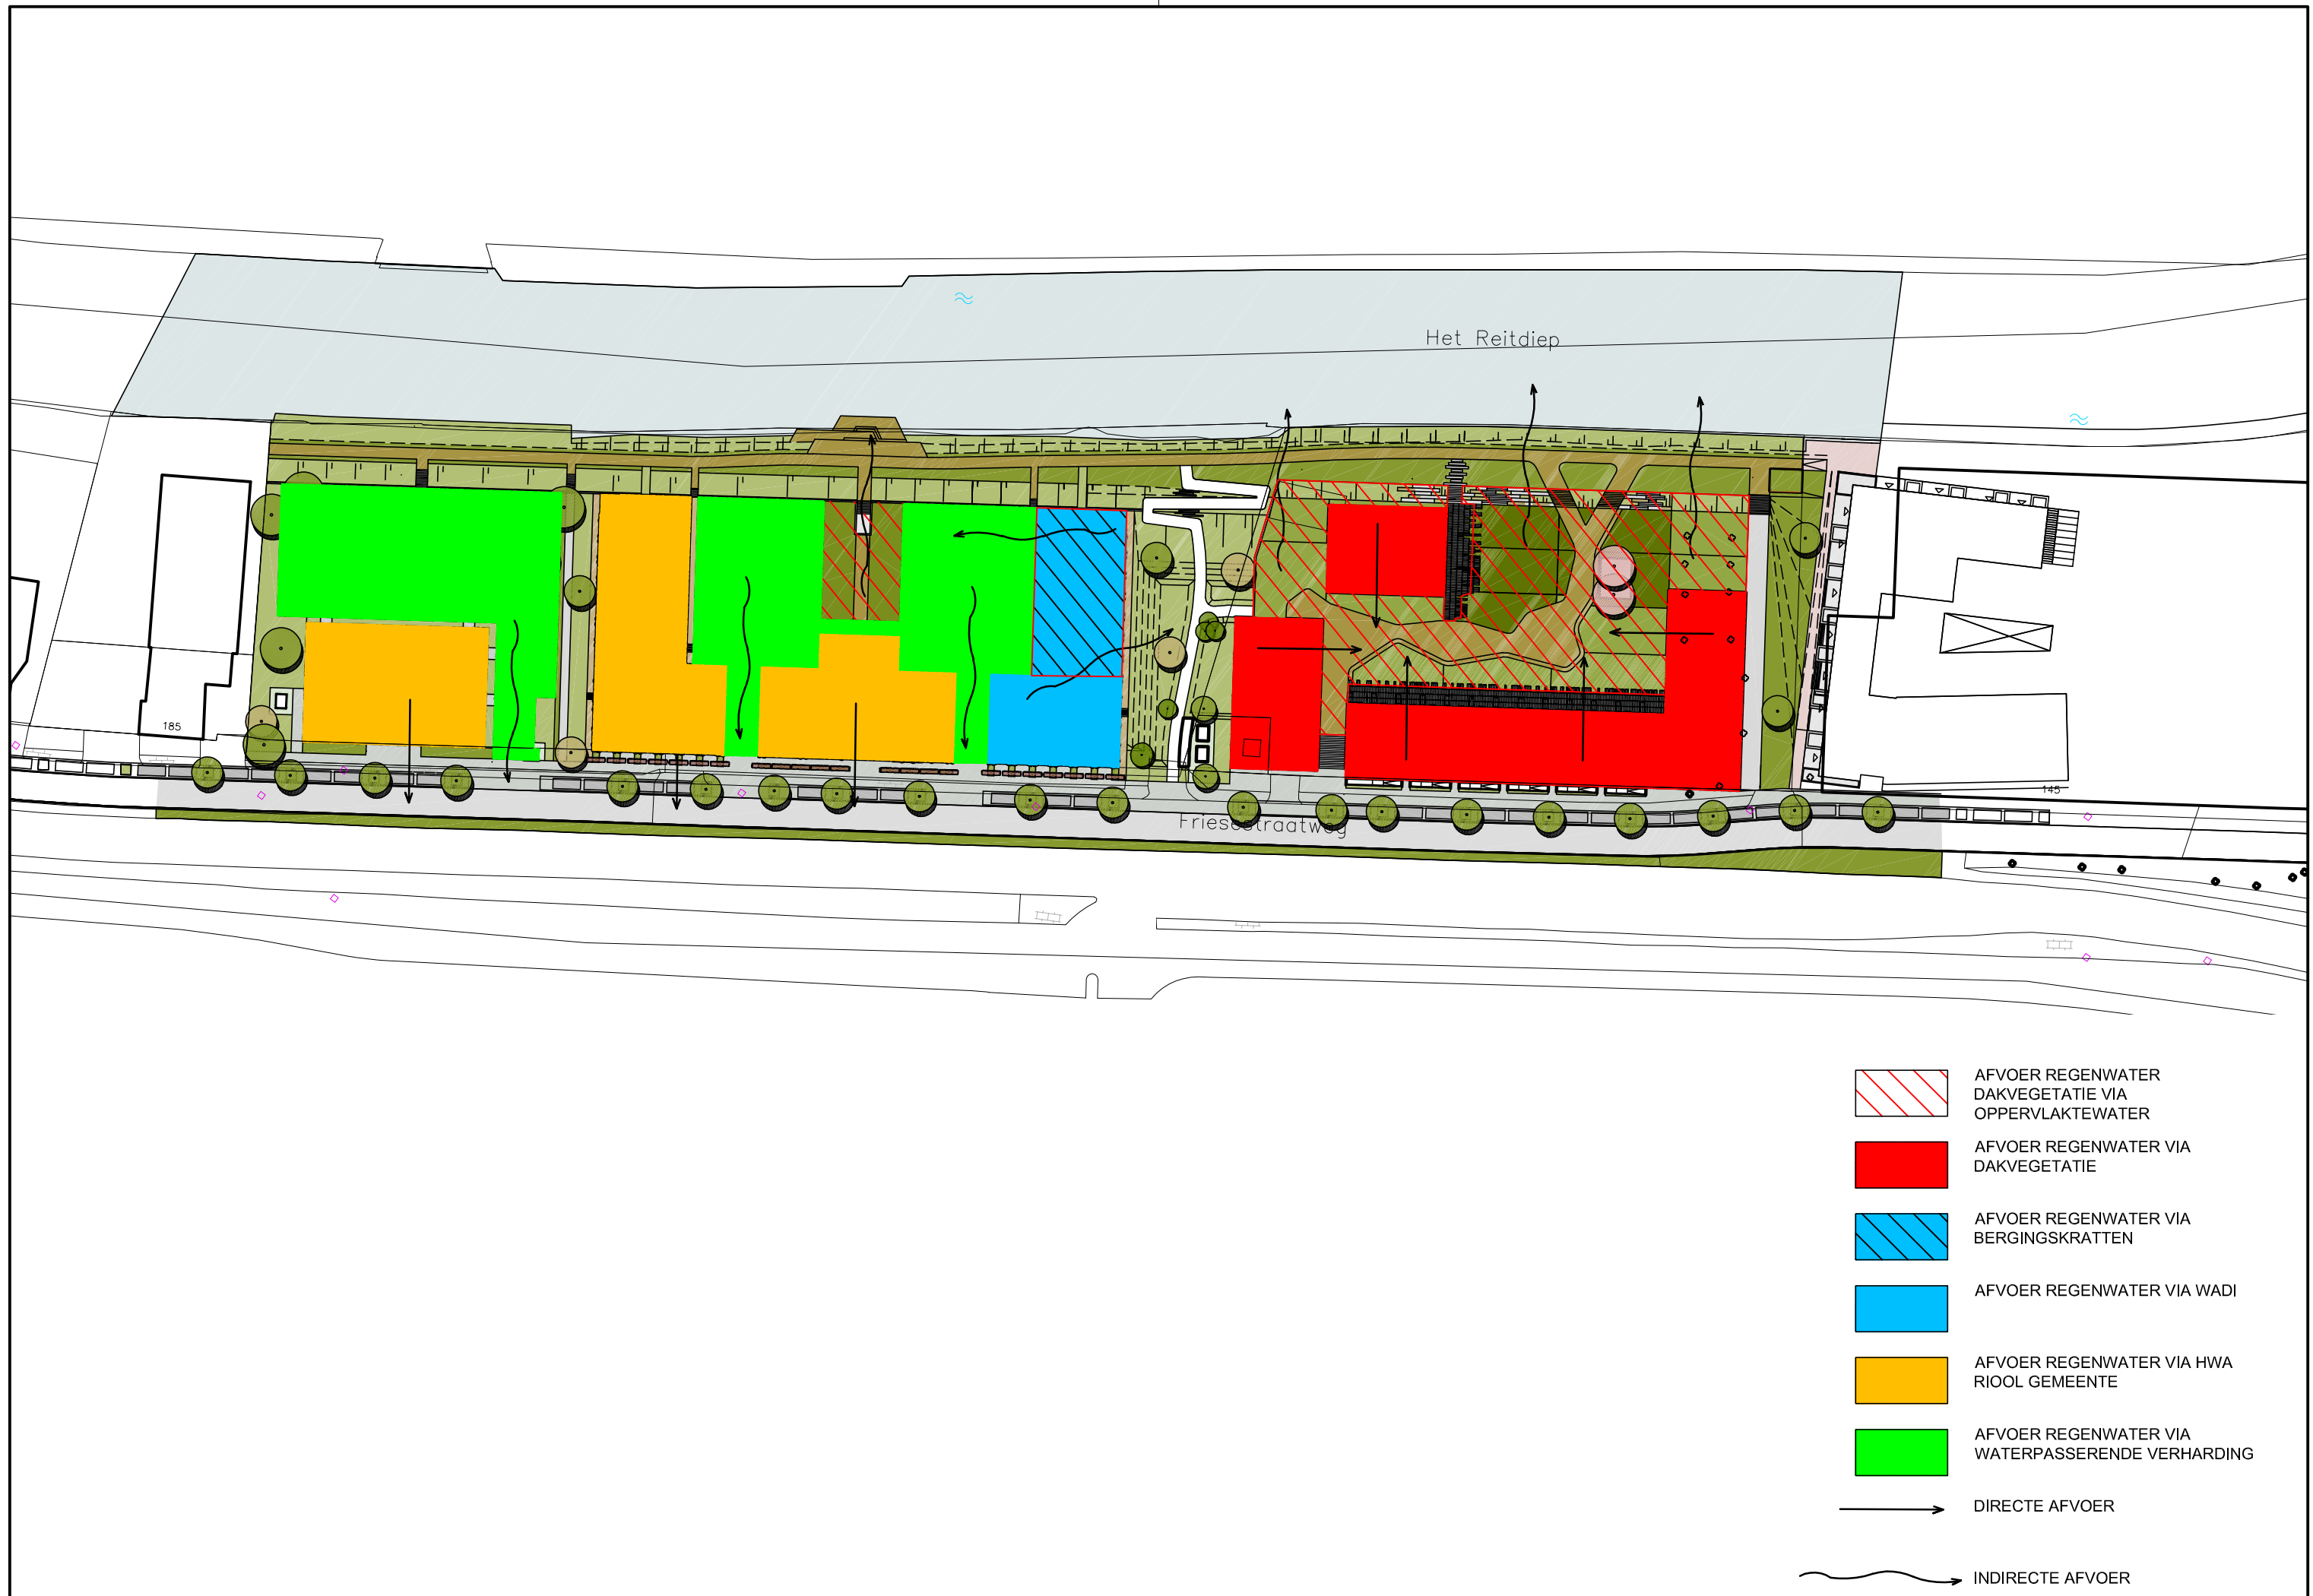 Het Reitdiep
185
145
Friesestraatweg
AFVOER REGENWATER
DAKVEGETATIE VIA
OPPERVLAKTEWATER
AFVOER REGENWATER VIA
DAKVEGETATIE
AFVOER REGENWATER VIA
BERGINGSKRATTEN
AFVOER REGENWATER VIA WADI
AFVOER REGENWATER VIA HWA
RIOOL GEMEENTE
AFVOER REGENWATER VIA
WATERPASSERENDE VERHARDING
DIRECTE AFVOER
INDIRECTE AFVOER